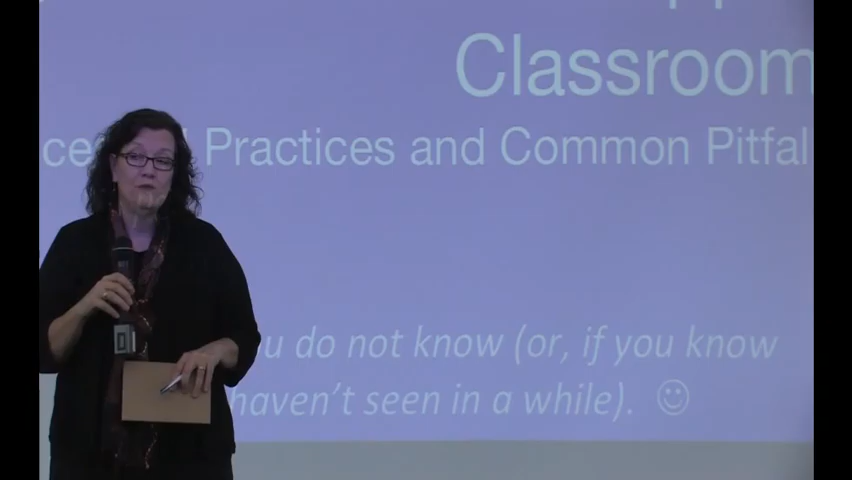 Classroom
Practices and Common Pitfal
do not know (or, if you know
haven't seen in a while). ☺